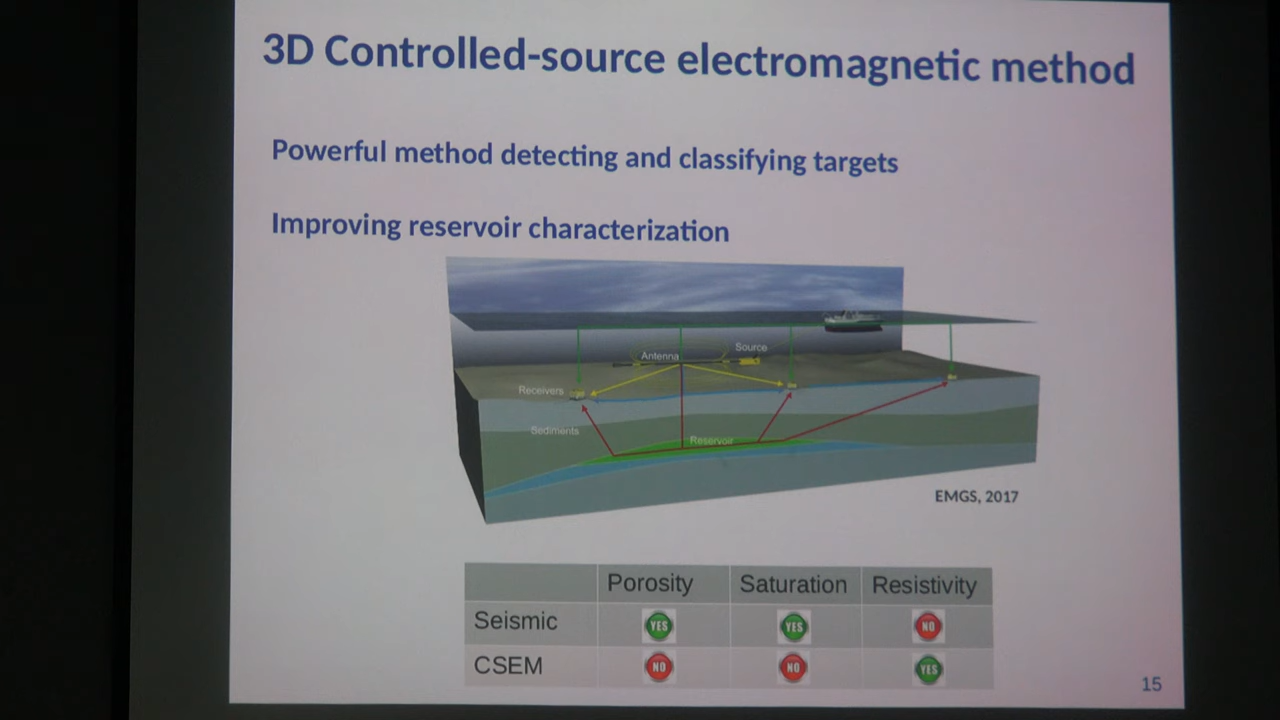 3D Controlled-source electromagnetic method
Powerful method detecting and classifying targets
Improving reservoir characterization
Source
Antenna
Receivers
Sediments
Reservoir
EMGS, 2017
Porosity Saturation Resistivity
Seismic YES YES NO
CSEM NO NO YES
15